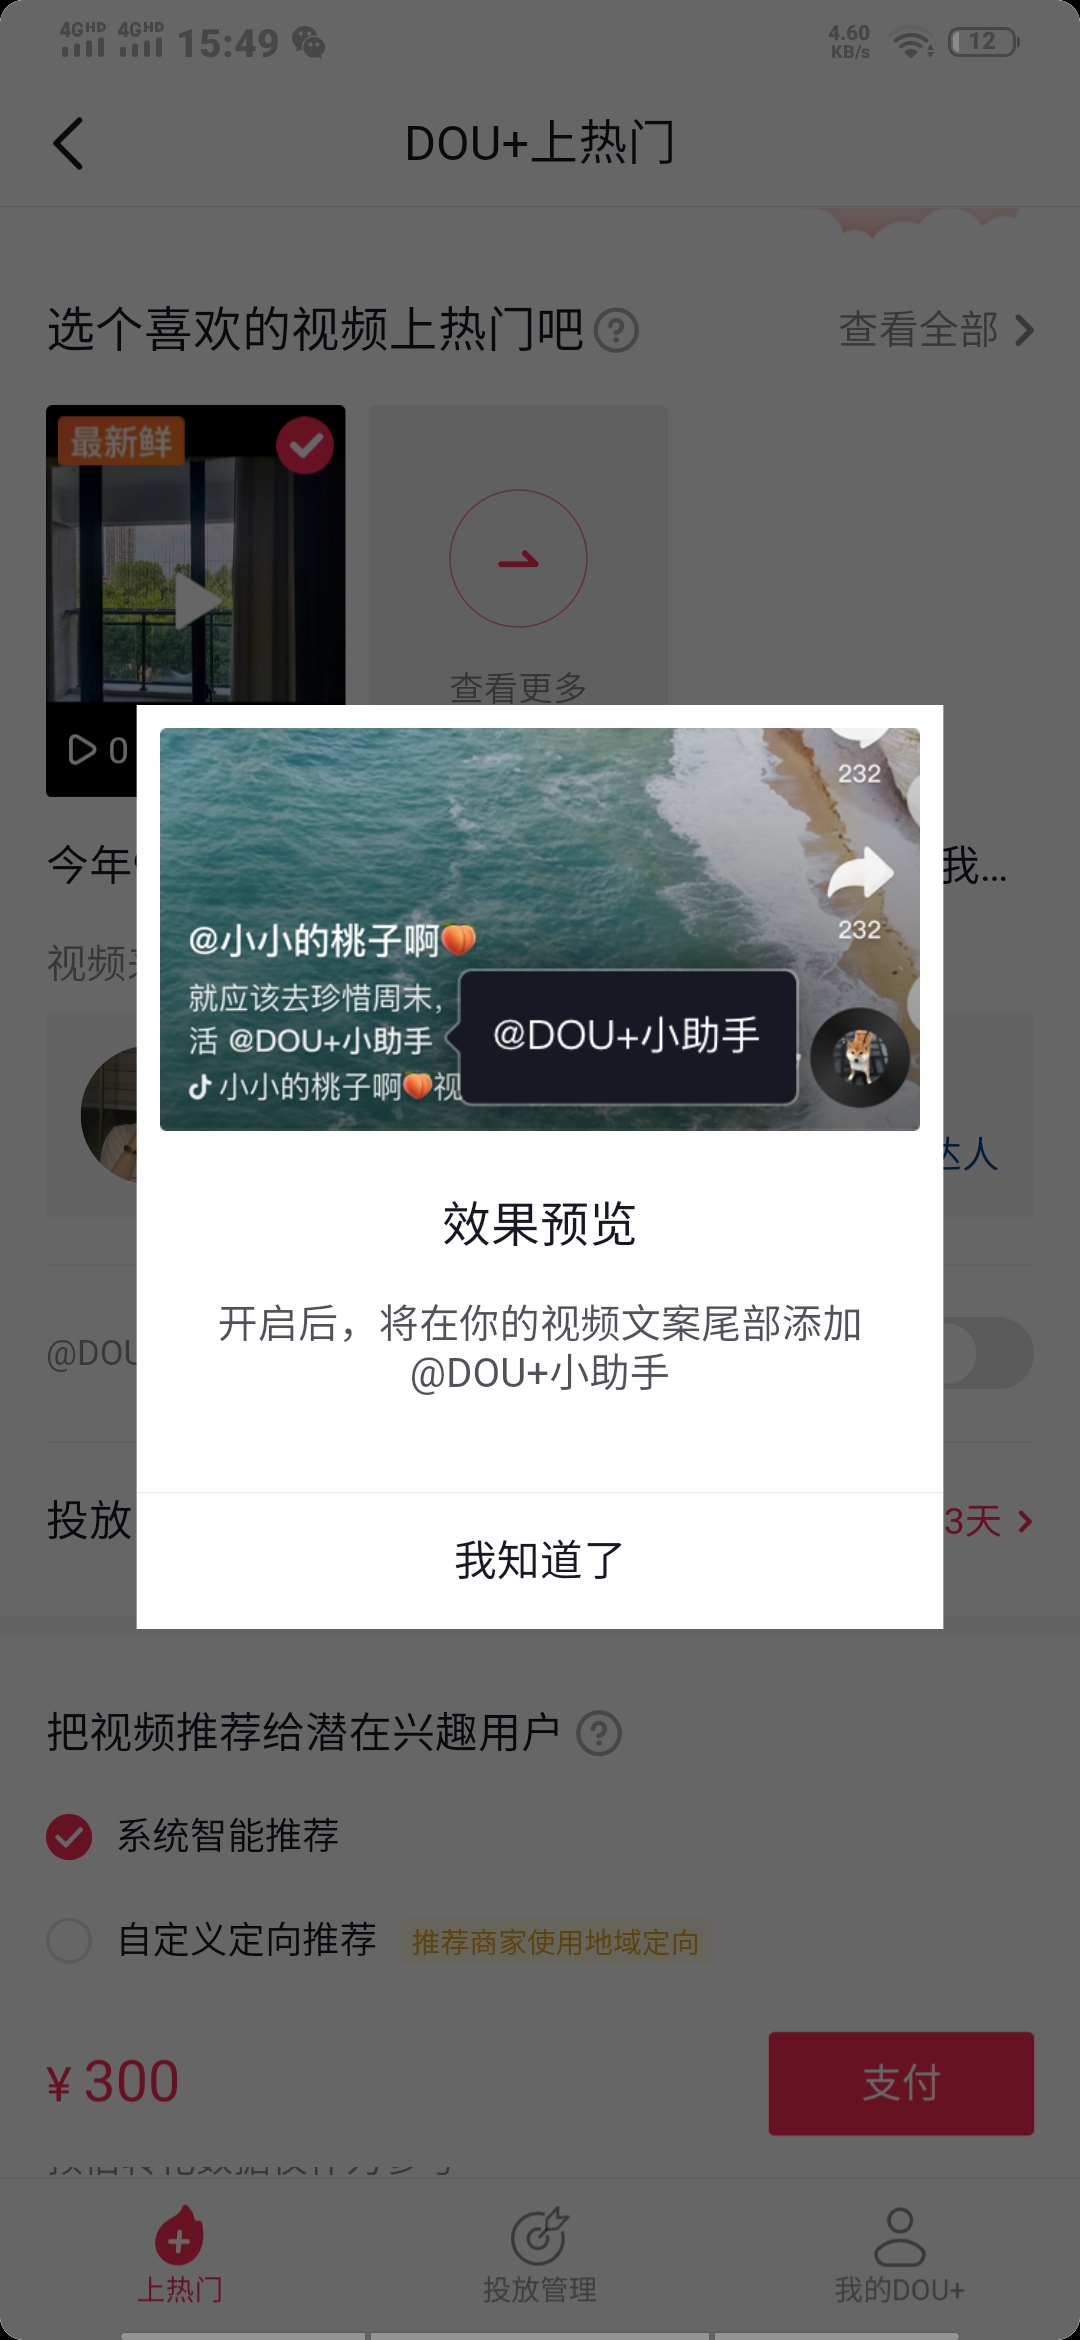 4GHD 4GHD 15:49 4.60 KB/s 12
DOU+上热门
选个喜欢的视频上热门吧 查看全部
最新鲜
查看更多
0
232
今年 我...
@小小的桃子啊🍑 232
视频
就应该去珍惜周末，
活 @DOU+小助手
@DOU+小助手
小小的桃子啊🍑视
达人
效果预览
开启后，将在你的视频文案尾部添加
@DOU+小助手
@DOU
投放 3天
我知道了
把视频推荐给潜在兴趣用户
系统智能推荐
自定义定向推荐 推荐商家使用地域定向
¥ 300 支付
上热门 投放管理 我的DOU+